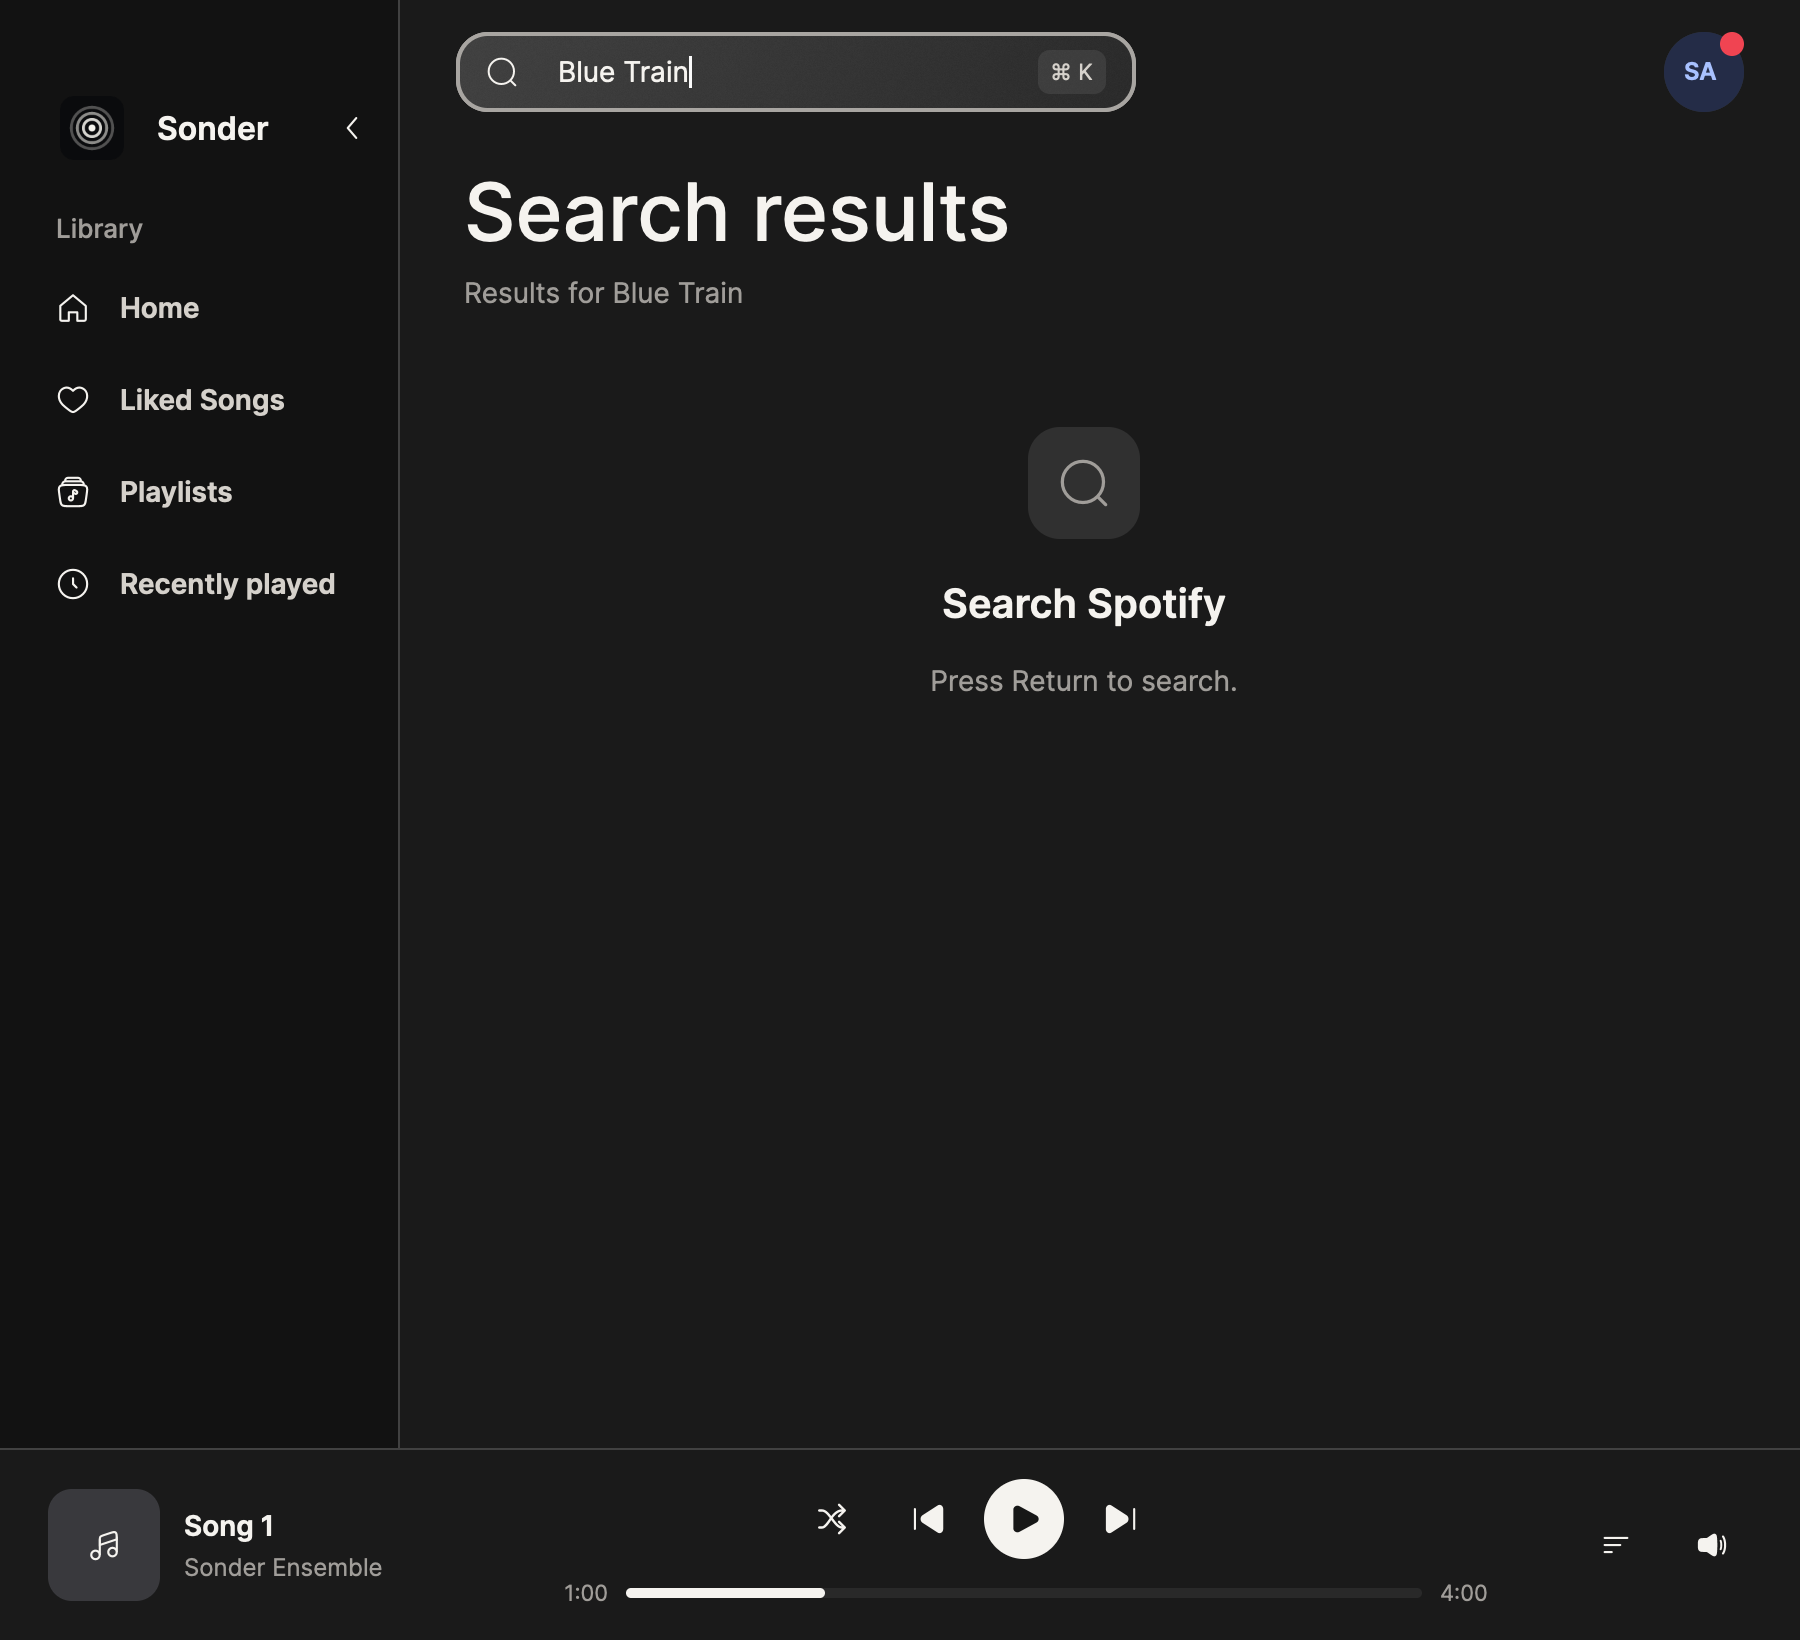 Blue Train
⌘ K
SA
Sonder
Library
Home
Liked Songs
Playlists
Recently played
Search results
Results for Blue Train
Search Spotify
Press Return to search.
Song 1
Sonder Ensemble
1:00
4:00